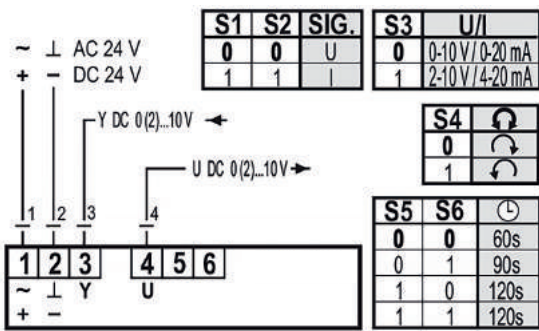 ~ ⊥ AC 24 V
+ − DC 24 V
Y DC 0(2)...10V
U DC 0(2)...10V
1 2 3 4
1 2 3 4 5 6
~ ⊥ Y U
+ −
S1 S2 SIG.
0 0 U
1 1 I
S3 U/I
0 0-10 V / 0-20 mA
1 2-10 V / 4-20 mA
S4
0
1
S5 S6
0 0 60s
0 1 90s
1 0 120s
1 1 120s